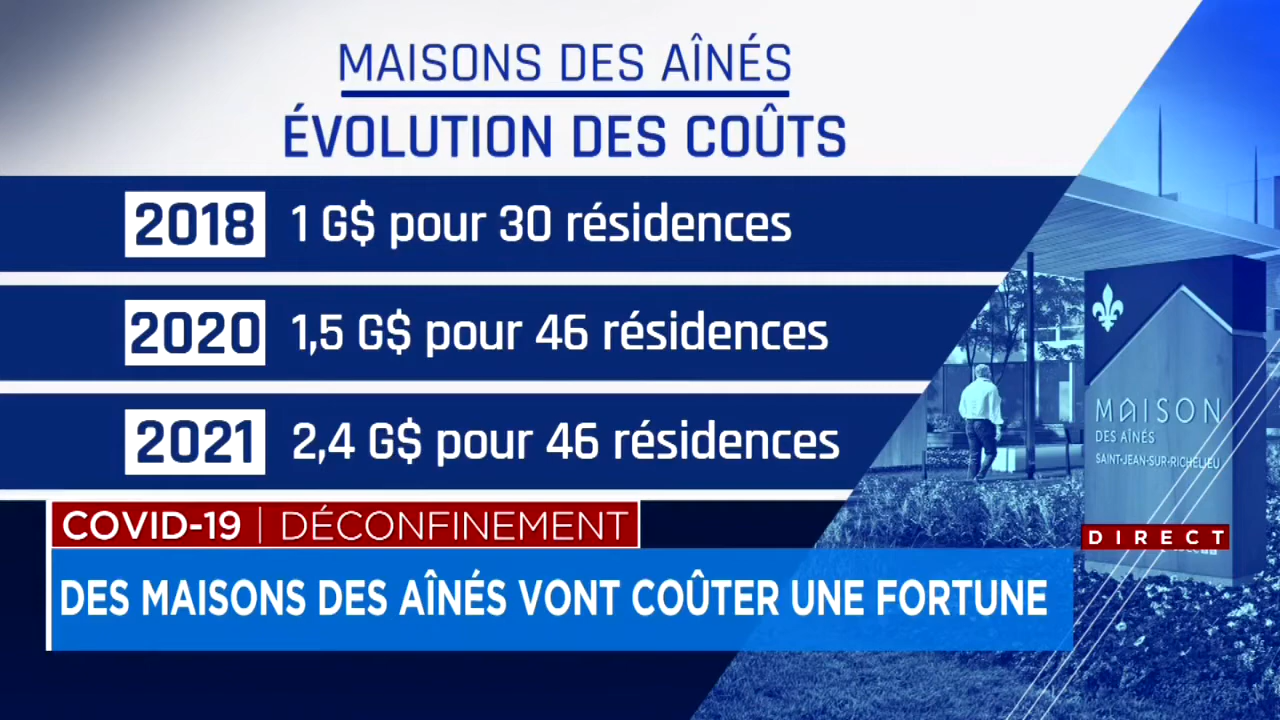 MAISONS DES AÎNÉS
ÉVOLUTION DES COÛTS
2018 1 G$ pour 30 résidences
2020 1,5 G$ pour 46 résidences
2021 2,4 G$ pour 46 résidences
MAISON
DES AÎNÉS
SAINT-JEAN-SUR-RICHELIEU
COVID-19 | DÉCONFINEMENT
DIRECT
DES MAISONS DES AÎNÉS VONT COÛTER UNE FORTUNE